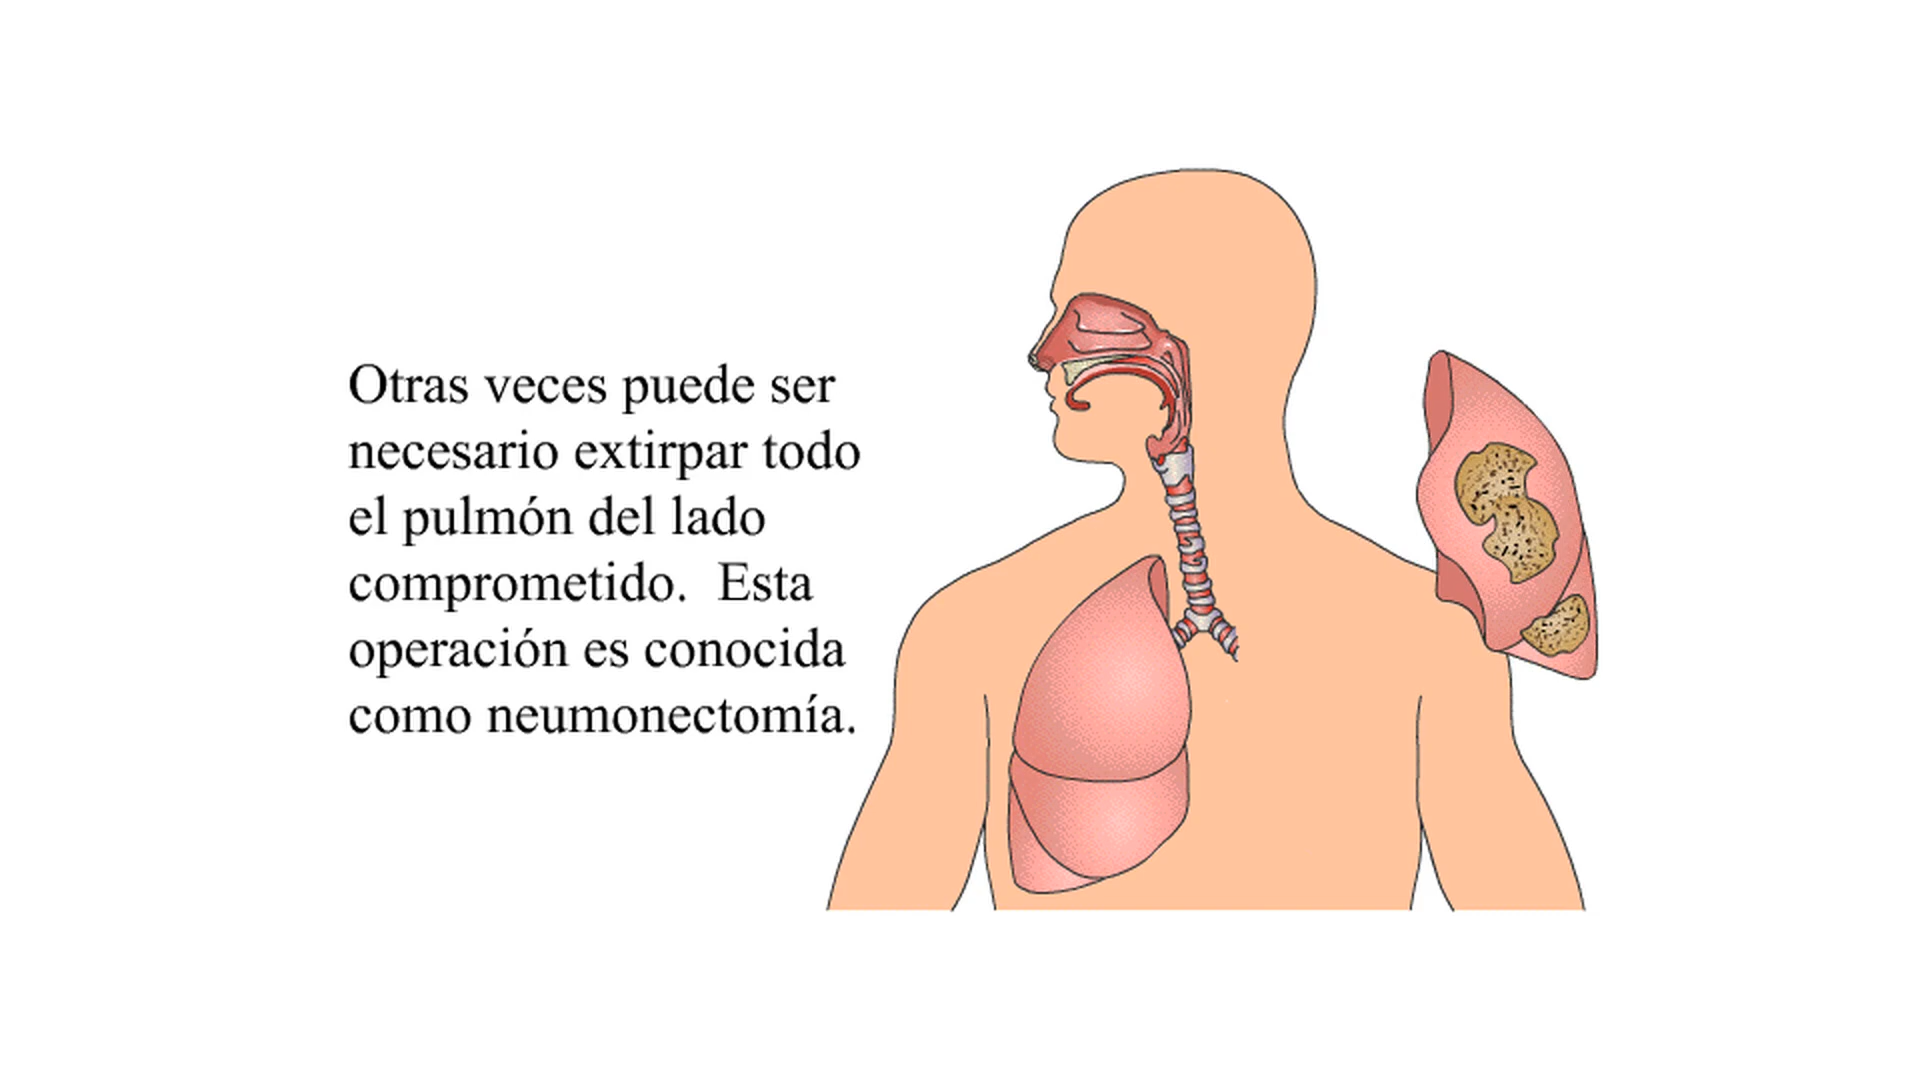 Otras veces puede ser
necesario extirpar todo
el pulmón del lado
comprometido.  Esta
operación es conocida
como neumonectomía.